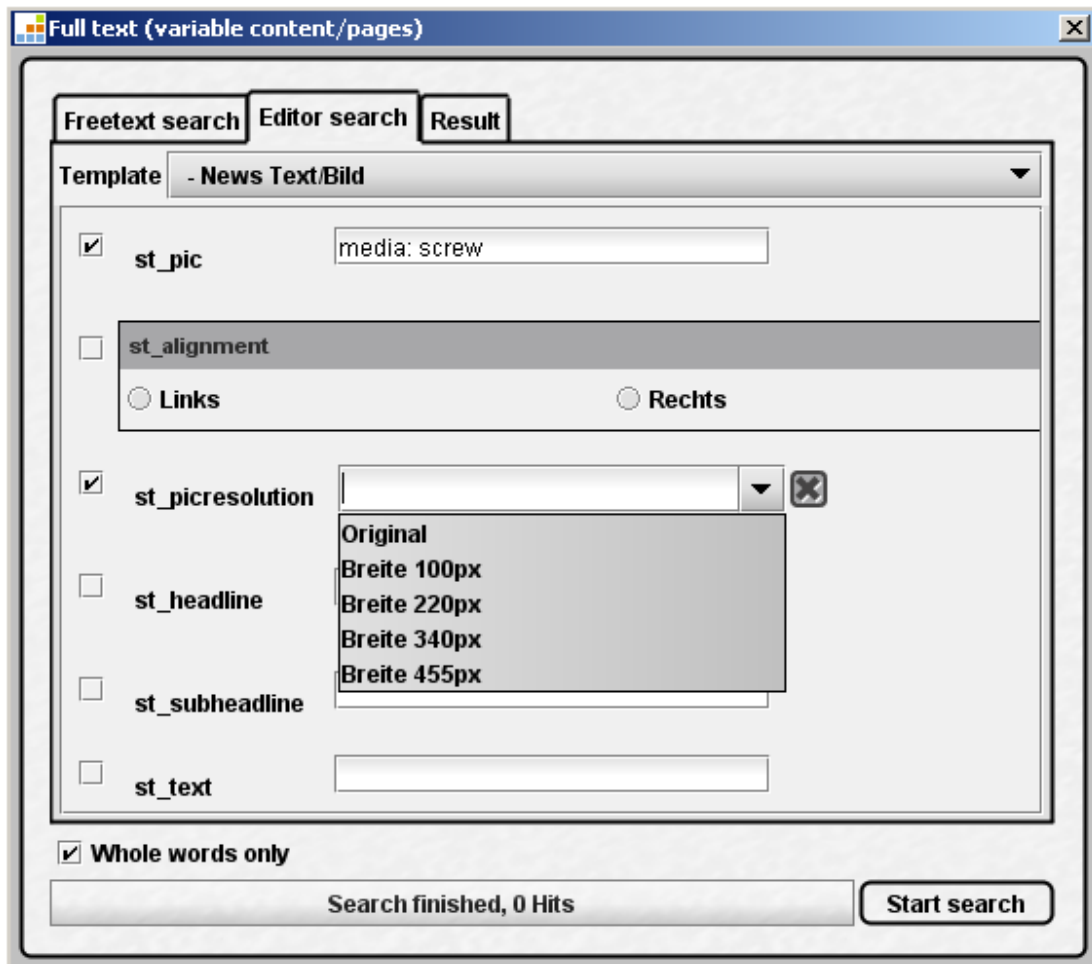 Full text (variable content/pages)
Freetext search Editor search Result
Template - News Text/Bild
st_pic media: screw
st_alignment
Links Rechts
st_picresolution
Original
Breite 100px
Breite 220px
Breite 340px
Breite 455px
st_headline
st_subheadline
st_text
Whole words only
Search finished, 0 Hits Start search